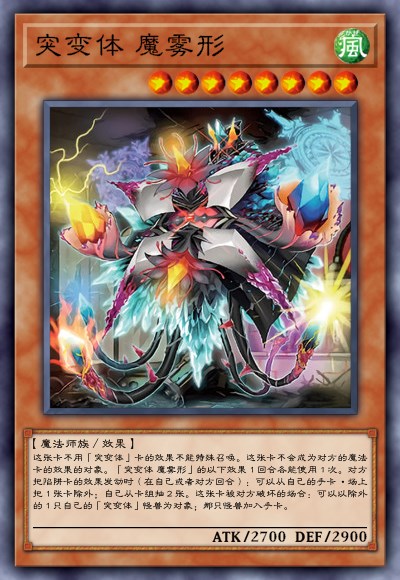 突变体 魔雾形
風
【魔法师族／效果】
这张卡不用「突变体」卡的效果不能特殊召唤。这张卡不会成为对方的魔法
卡的效果的对象。「突变体 魔雾形」的以下效果1回合各能使用1次。对方
把陷阱卡的效果发动时（在自己或者对方回合）：可以从自己的手卡・场上
把1张卡除外；自己从卡组抽2张。这张卡被对方破坏的场合：可以以除外
的1只自己的「突变体」怪兽为对象；那只怪兽加入手卡。
ATK/2700 DEF/2900